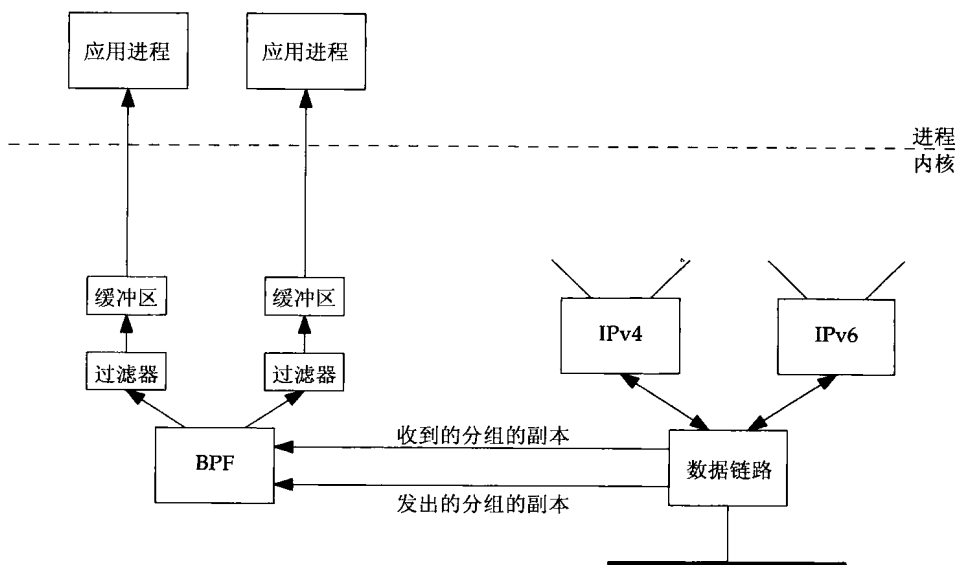 应用进程
应用进程
进程
内核
缓冲区
缓冲区
IPv4
IPv6
过滤器
过滤器
收到的分组的副本
BPF
数据链路
发出的分组的副本